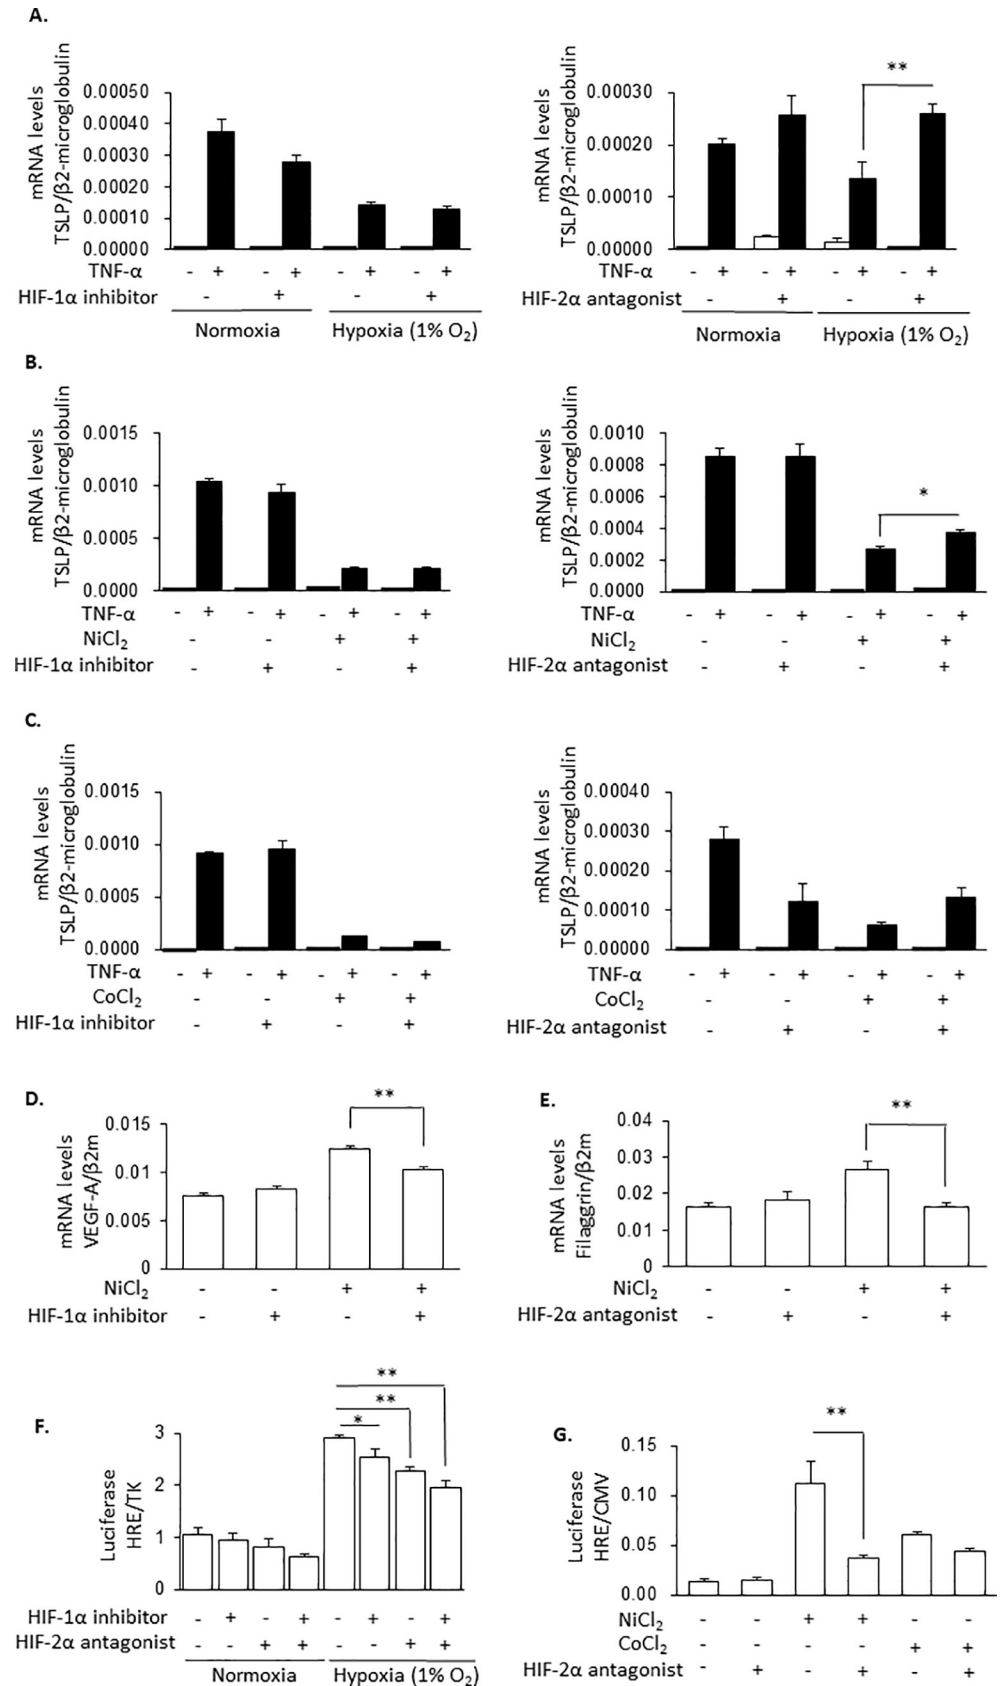 A.
mRNA levels
TSLP/β2-microglobulin
0.00050
0.00040
0.00030
0.00020
0.00010
0.00000
TNF-α - + - + - + - +
HIF-1α inhibitor - + - +
Normoxia Hypoxia (1% O₂)
mRNA levels
TSLP/β2-microglobulin
**
0.00030
0.00020
0.00010
0.00000
TNF-α - + - + - + - +
HIF-2α antagonist - + - +
Normoxia Hypoxia (1% O₂)
B.
mRNA levels
TSLP/β2-microglobulin
0.0015
0.0010
0.0005
0.0000
TNF-α - + - + - + - +
NiCl₂ - - + +
HIF-1α inhibitor - + - +
mRNA levels
TSLP/β2-microglobulin
0.0010
0.0008
0.0006
0.0004
0.0002
0.0000
*
TNF-α - + - + - + - +
NiCl₂ - - + +
HIF-2α antagonist - + - +
C.
mRNA levels
TSLP/β2-microglobulin
0.0015
0.0010
0.0005
0.0000
TNF-α - + - + - + - +
CoCl₂ - - + +
HIF-1α inhibitor - + - +
mRNA levels
TSLP/β2-microglobulin
0.00040
0.00030
0.00020
0.00010
0.00000
TNF-α - + - + - + - +
CoCl₂ - - + +
HIF-2α antagonist - + - +
D.
mRNA levels
VEGF-A/β2m
**
0.015
0.01
0.005
0
NiCl₂ - - + +
HIF-1α inhibitor - + - +
E.
mRNA levels
Filaggrin/β2m
**
0.04
0.03
0.02
0.01
0
NiCl₂ - - + +
HIF-2α antagonist - + - +
F.
Luciferase
HRE/TK
**
**
*
3
2
1
0
HIF-1α inhibitor - + - + - + - +
HIF-2α antagonist - - + + - - + +
Normoxia Hypoxia (1% O₂)
G.
Luciferase
HRE/CMV
**
0.15
0.10
0.05
0.00
NiCl₂ - - + + - -
CoCl₂ - - - - + +
HIF-2α antagonist - + - + - +